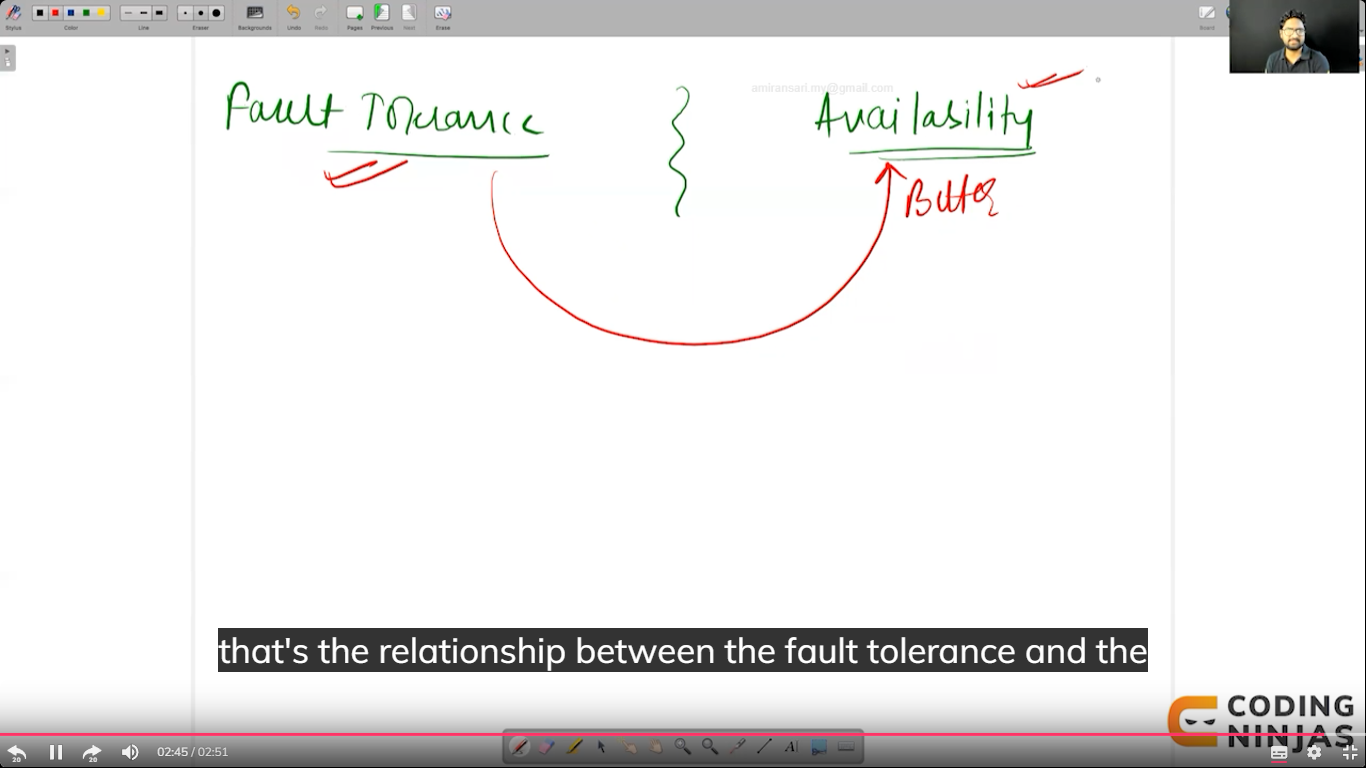 Stylus Color Line Eraser Backgrounds Undo Redo Pages Previous Next Erase Board
amiransari.my@gmail.com
Fault Tolerance Availability
Better
that's the relationship between the fault tolerance and the
CODING
NINJAS
02:45 / 02:51
20 20